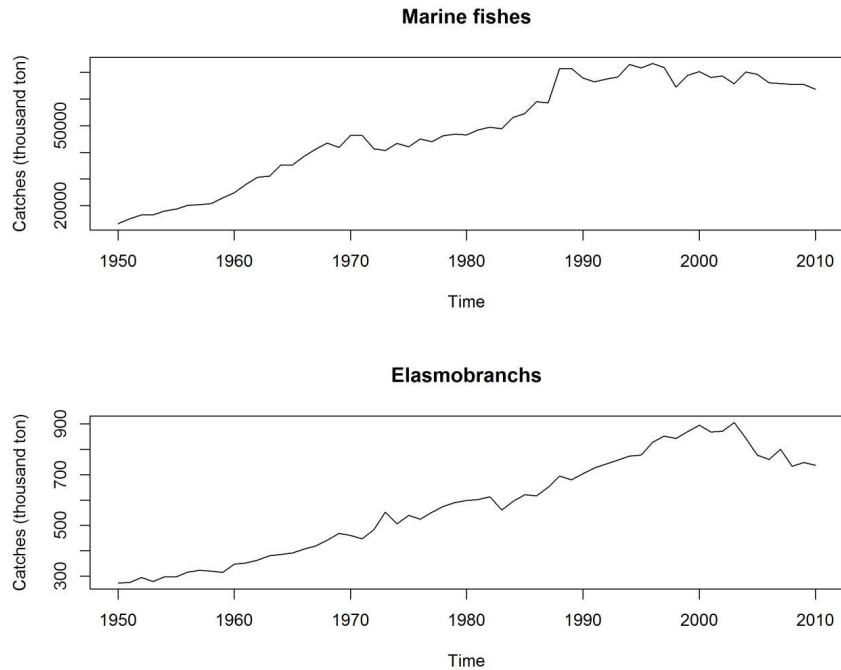 Marine fishes
Catches (thousand ton)
50000
20000
1950 1960 1970 1980 1990 2000 2010
Time
Elasmobranchs
Catches (thousand ton)
900
700
500
300
1950 1960 1970 1980 1990 2000 2010
Time